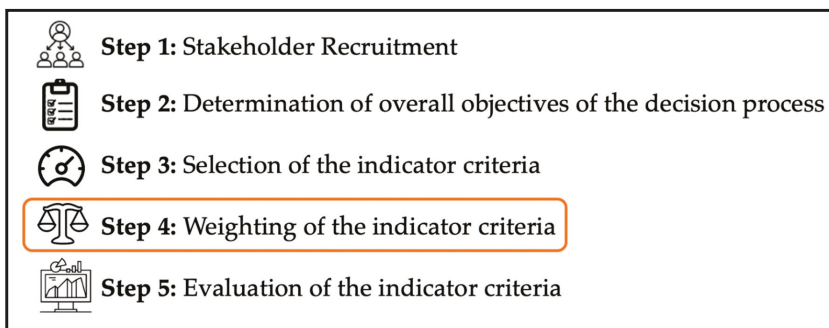 Step 1: Stakeholder Recruitment
Step 2: Determination of overall objectives of the decision process
Step 3: Selection of the indicator criteria
Step 4: Weighting of the indicator criteria
Step 5: Evaluation of the indicator criteria